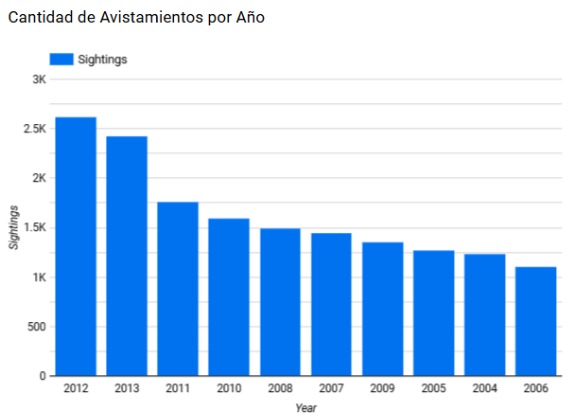 Cantidad de Avistamientos por Año
Sightings
3K
2.5K
2K
1.5K
1K
500
0
Sightings
2012 2013 2011 2010 2008 2007 2009 2005 2004 2006
Year